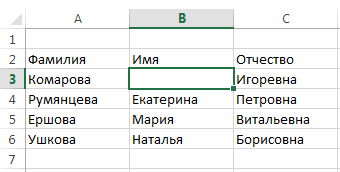 A B C
1
2 Фамилия Имя Отчество
3 Комарова Игоревна
4 Румянцева Екатерина Петровна
5 Ершова Мария Витальевна
6 Ушкова Наталья Борисовна
7